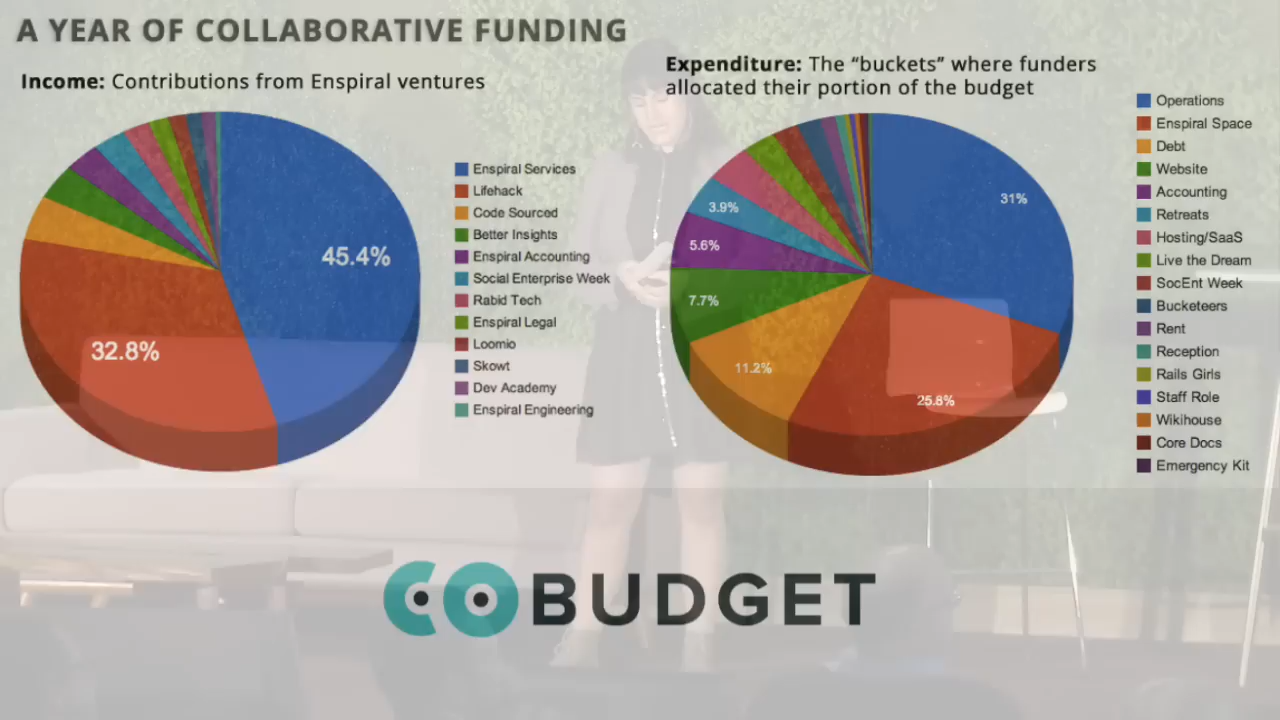 A YEAR OF COLLABORATIVE FUNDING
Income: Contributions from Enspiral ventures
45.4%
32.8%
Enspiral Services
Lifehack
Code Sourced
Better Insights
Enspiral Accounting
Social Enterprise Week
Rabid Tech
Enspiral Legal
Loomio
Skowt
Dev Academy
Enspiral Engineering
Expenditure: The “buckets” where funders
allocated their portion of the budget
31%
3.9%
5.6%
7.7%
11.2%
25.8%
Operations
Enspiral Space
Debt
Website
Accounting
Retreats
Hosting/SaaS
Live the Dream
SocEnt Week
Bucketeers
Rent
Reception
Rails Girls
Staff Role
Wikihouse
Core Docs
Emergency Kit
COBUDGET